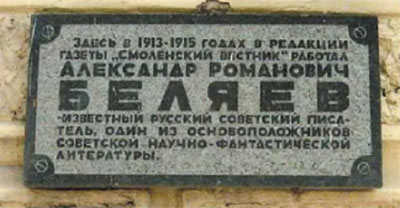 ЗДЕСЬ В 1913-1915 ГОДАХ В РЕДАКЦИИ
ГАЗЕТЫ „СМОЛЕНСКИЙ ВЕСТНИК" РАБОТАЛ
АЛЕКСАНДР РОМАНОВИЧ
БЕЛЯЕВ
-ИЗВЕСТНЫЙ РУССКИЙ СОВЕТСКИЙ ПИСА-
ТЕЛЬ, ОДИН ИЗ ОСНОВОПОЛОЖНИКОВ
СОВЕТСКОЙ НАУЧНО-ФАНТАСТИЧЕСКОЙ
ЛИТЕРАТУРЫ.